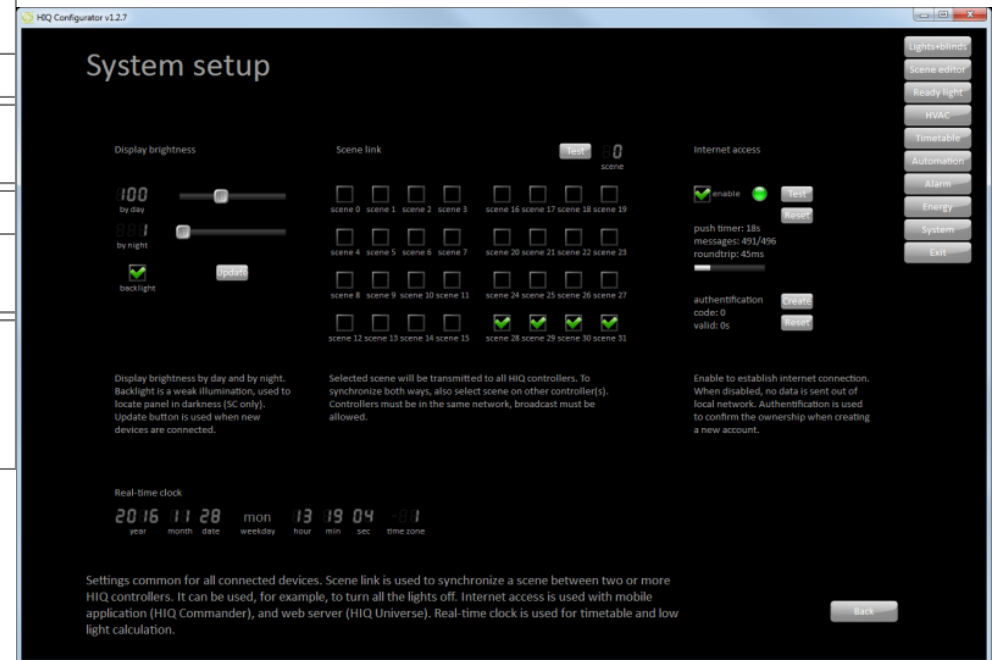 HIQ Configurator v1.2.7
System setup
Lights+blinds
Scene editor
Ready light
HVAC
Timetable
Automation
Alarm
Energy
System
Exit
Display brightness
100
by day
1
by night
backlight
Update
Scene link
Test
0
scene
scene 0 scene 1 scene 2 scene 3 scene 16 scene 17 scene 18 scene 19
scene 4 scene 5 scene 6 scene 7 scene 20 scene 21 scene 22 scene 23
scene 8 scene 9 scene 10 scene 11 scene 24 scene 25 scene 26 scene 27
scene 12 scene 13 scene 14 scene 15 scene 28 scene 29 scene 30 scene 31
Internet access
enable
Test
Reset
push timer: 18s
messages: 491/496
roundtrip: 45ms
authentification
Create
code: 0
valid: 0s
Reset
Display brightness by day and by night.
Backlight is a weak illumination, used to
locate panel in darkness (SC only).
Update button is used when new
devices are connected.
Selected scene will be transmitted to all HIQ controllers. To
synchronize both ways, also select scene on other controller(s).
Controllers must be in the same network, broadcast must be
allowed.
Enable to establish internet connection.
When disabled, no data is sent out of
local network. Authentification is used
to confirm the ownership when creating
a new account.
Real-time clock
2016 11 28 mon 13 19 04
year month date weekday hour min sec time zone
Settings common for all connected devices. Scene link is used to synchronize a scene between two or more
HIQ controllers. It can be used, for example, to turn all the lights off. Internet access is used with mobile
application (HIQ Commander), and web server (HIQ Universe). Real-time clock is used for timetable and low
light calculation.
Back